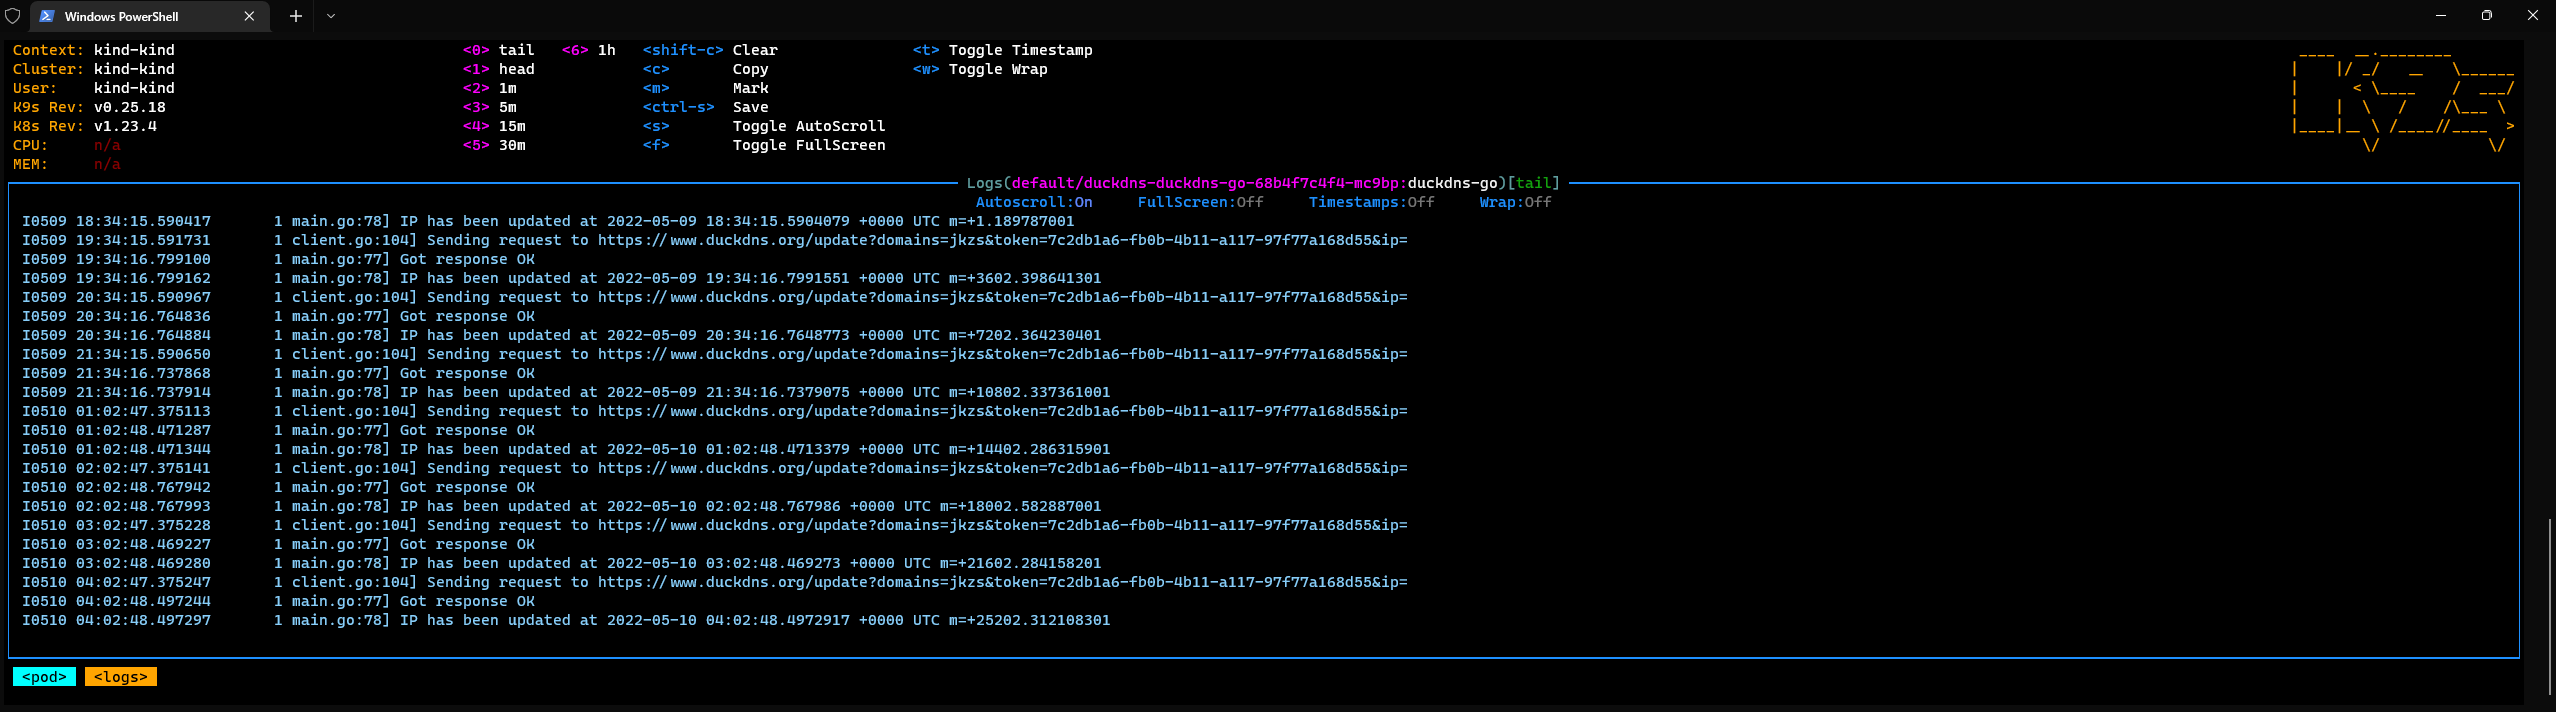 Windows PowerShell
Context: kind-kind <0> tail <6> 1h <shift-c> Clear <t> Toggle Timestamp
Cluster: kind-kind <1> head <c> Copy <w> Toggle Wrap
User: kind-kind <2> 1m <m> Mark
K9s Rev: v0.25.18 <3> 5m <ctrl-s> Save
K8s Rev: v1.23.4 <4> 15m <s> Toggle AutoScroll
CPU: n/a <5> 30m <f> Toggle FullScreen
MEM: n/a
Logs(default/duckdns-duckdns-go-68b4f7c4f4-mc9bp:duckdns-go)[tail]
Autoscroll:On FullScreen:Off Timestamps:Off Wrap:Off
I0509 18:34:15.590417 1 main.go:78] IP has been updated at 2022-05-09 18:34:15.5904079 +0000 UTC m=+1.189787001
I0509 19:34:15.591731 1 client.go:104] Sending request to https://www.duckdns.org/update?domains=jkzs&token=7c2db1a6-fb0b-4b11-a117-97f77a168d55&ip=
I0509 19:34:16.799100 1 main.go:77] Got response OK
I0509 19:34:16.799162 1 main.go:78] IP has been updated at 2022-05-09 19:34:16.7991551 +0000 UTC m=+3602.398641301
I0509 20:34:15.590967 1 client.go:104] Sending request to https://www.duckdns.org/update?domains=jkzs&token=7c2db1a6-fb0b-4b11-a117-97f77a168d55&ip=
I0509 20:34:16.764836 1 main.go:77] Got response OK
I0509 20:34:16.764884 1 main.go:78] IP has been updated at 2022-05-09 20:34:16.7648773 +0000 UTC m=+7202.364230401
I0509 21:34:15.590650 1 client.go:104] Sending request to https://www.duckdns.org/update?domains=jkzs&token=7c2db1a6-fb0b-4b11-a117-97f77a168d55&ip=
I0509 21:34:16.737868 1 main.go:77] Got response OK
I0509 21:34:16.737914 1 main.go:78] IP has been updated at 2022-05-09 21:34:16.7379075 +0000 UTC m=+10802.337361001
I0510 01:02:47.375113 1 client.go:104] Sending request to https://www.duckdns.org/update?domains=jkzs&token=7c2db1a6-fb0b-4b11-a117-97f77a168d55&ip=
I0510 01:02:48.471287 1 main.go:77] Got response OK
I0510 01:02:48.471344 1 main.go:78] IP has been updated at 2022-05-10 01:02:48.4713379 +0000 UTC m=+14402.286315901
I0510 02:02:47.375141 1 client.go:104] Sending request to https://www.duckdns.org/update?domains=jkzs&token=7c2db1a6-fb0b-4b11-a117-97f77a168d55&ip=
I0510 02:02:48.767942 1 main.go:77] Got response OK
I0510 02:02:48.767993 1 main.go:78] IP has been updated at 2022-05-10 02:02:48.767986 +0000 UTC m=+18002.582887001
I0510 03:02:47.375228 1 client.go:104] Sending request to https://www.duckdns.org/update?domains=jkzs&token=7c2db1a6-fb0b-4b11-a117-97f77a168d55&ip=
I0510 03:02:48.469227 1 main.go:77] Got response OK
I0510 03:02:48.469280 1 main.go:78] IP has been updated at 2022-05-10 03:02:48.469273 +0000 UTC m=+21602.284158201
I0510 04:02:47.375247 1 client.go:104] Sending request to https://www.duckdns.org/update?domains=jkzs&token=7c2db1a6-fb0b-4b11-a117-97f77a168d55&ip=
I0510 04:02:48.497244 1 main.go:77] Got response OK
I0510 04:02:48.497297 1 main.go:78] IP has been updated at 2022-05-10 04:02:48.4972917 +0000 UTC m=+25202.312108301
<pod> <logs>